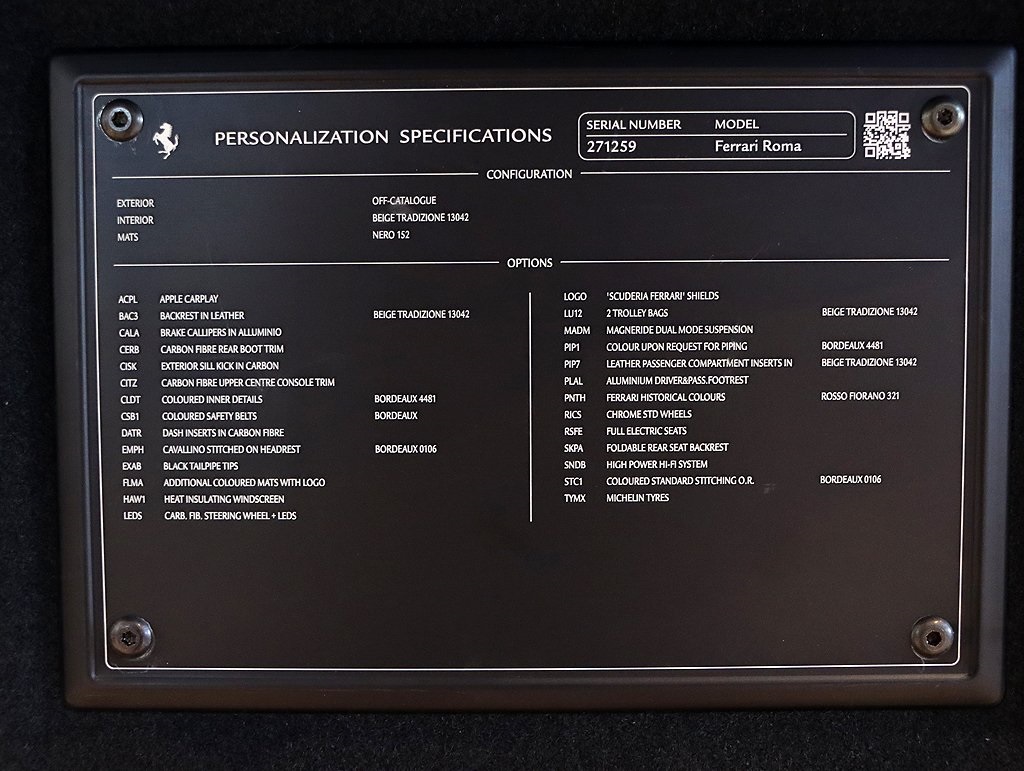 PERSONALIZATION SPECIFICATIONS
SERIAL NUMBER MODEL
271259 Ferrari Roma
CONFIGURATION
EXTERIOR OFF-CATALOGUE
INTERIOR BEIGE TRADIZIONE 13042
MATS NERO 152
OPTIONS
ACPL APPLE CARPLAY
BAC3 BACKREST IN LEATHER BEIGE TRADIZIONE 13042
CALA BRAKE CALLIPERS IN ALLUMINIO
CERB CARBON FIBRE REAR BOOT TRIM
CISK EXTERIOR SILL KICK IN CARBON
CITZ CARBON FIBRE UPPER CENTRE CONSOLE TRIM
CLDT COLOURED INNER DETAILS BORDEAUX 4481
CSB1 COLOURED SAFETY BELTS BORDEAUX
DATR DASH INSERTS IN CARBON FIBRE
EMPH CAVALLINO STITCHED ON HEADREST BORDEAUX 0106
EXAB BLACK TAILPIPE TIPS
FLMA ADDITIONAL COLOURED MATS WITH LOGO
HAW1 HEAT INSULATING WINDSCREEN
LEDS CARB. FIB. STEERING WHEEL + LEDS
LOGO 'SCUDERIA FERRARI' SHIELDS
LU12 2 TROLLEY BAGS BEIGE TRADIZIONE 13042
MADM MAGNERIDE DUAL MODE SUSPENSION
PIP1 COLOUR UPON REQUEST FOR PIPING BORDEAUX 4481
PIP7 LEATHER PASSENGER COMPARTMENT INSERTS IN BEIGE TRADIZIONE 13042
PLAL ALUMINIUM DRIVER&PASS.FOOTREST
PNTH FERRARI HISTORICAL COLOURS ROSSO FIORANO 321
RICS CHROME STD WHEELS
RSFE FULL ELECTRIC SEATS
SKPA FOLDABLE REAR SEAT BACKREST
SNDB HIGH POWER HI-FI SYSTEM
STC1 COLOURED STANDARD STITCHING O.R. BORDEAUX 0106
TYMX MICHELIN TYRES